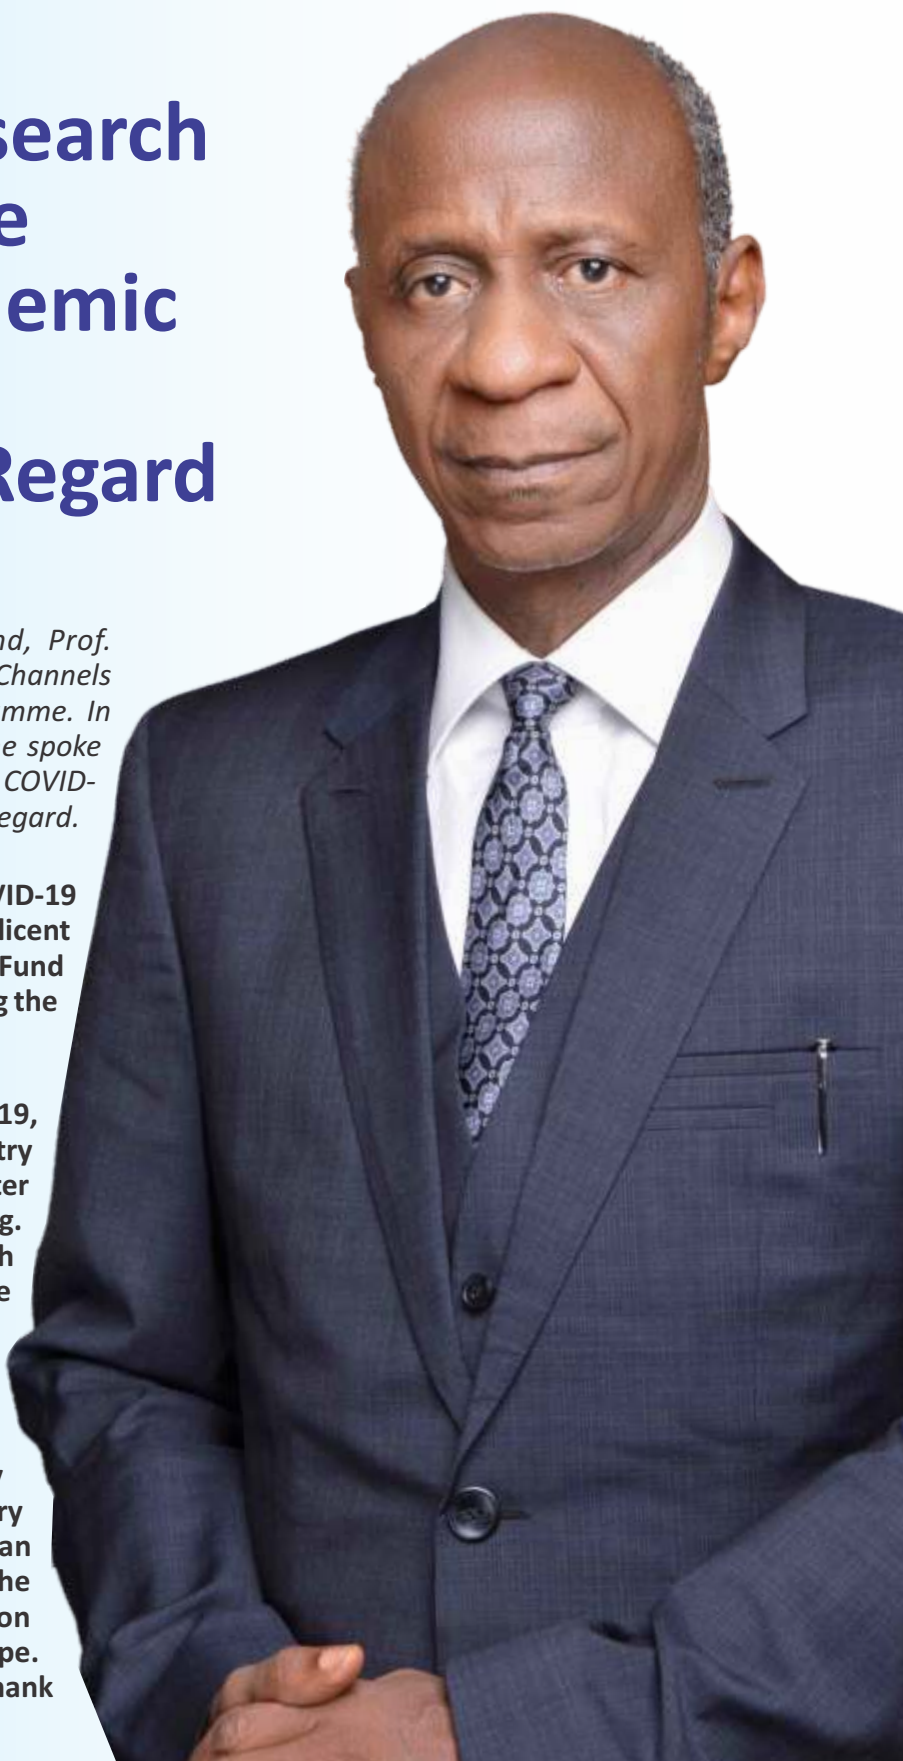 search
e
emic
Regard
nd, Prof.
Channels
mme. In
e spoke
COVID-
egard.
VID-19
licent
Fund
g the
19,
try
ter
g.
h
e
y
ry
an
he
on
pe.
hank